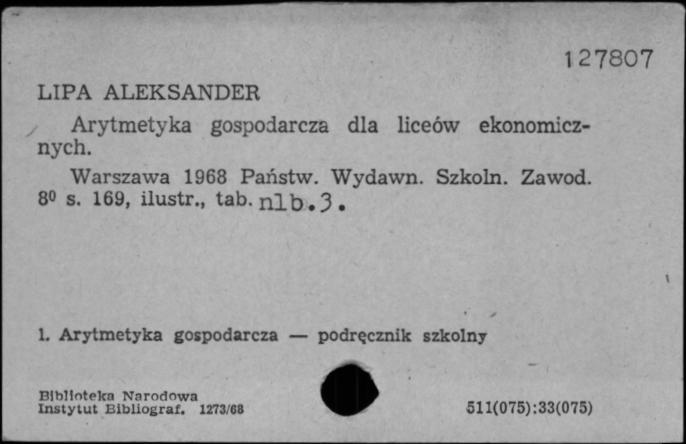 127807
LIPA ALEKSANDER
Arytmetyka gospodarcza dla liceów ekonomicz-
nych.
Warszawa 1968 Państw. Wydawn. Szkoln. Zawod.
8⁰ s. 169, ilustr., tab. nlb.3.
1. Arytmetyka gospodarcza — podręcznik szkolny
Biblioteka Narodowa
Instytut Bibliograf. 1273/68
511(075):33(075)